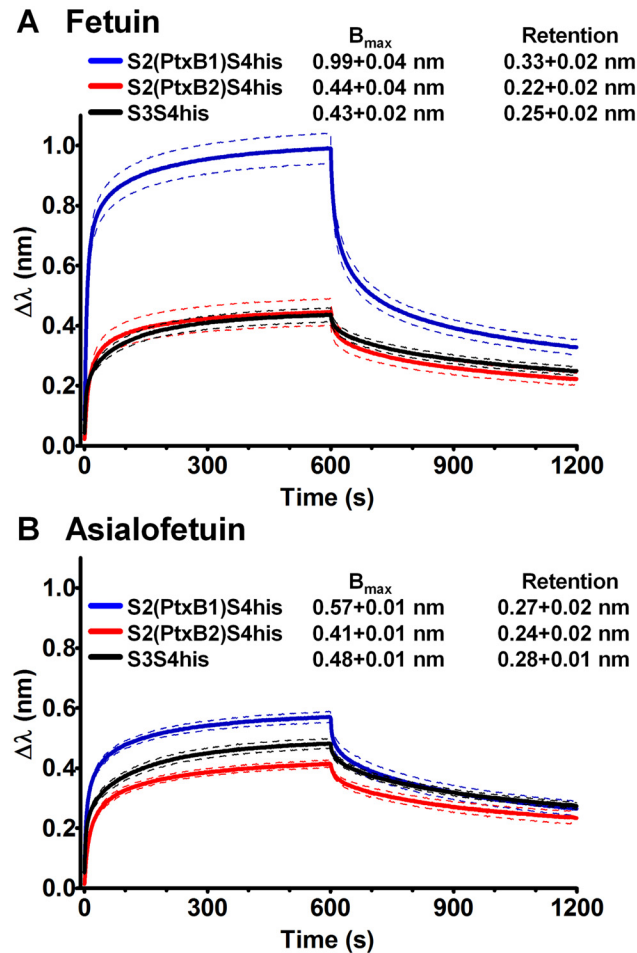 A Fetuin
Bmax Retention
S2(PtxB1)S4his 0.99+0.04 nm 0.33+0.02 nm
S2(PtxB2)S4his 0.44+0.04 nm 0.22+0.02 nm
S3S4his 0.43+0.02 nm 0.25+0.02 nm
1.0
0.8
0.6
0.4
0.2
0.0
Δλ (nm)
0 300 600 900 1200
Time (s)
B Asialofetuin
Bmax Retention
S2(PtxB1)S4his 0.57+0.01 nm 0.27+0.02 nm
S2(PtxB2)S4his 0.41+0.01 nm 0.24+0.02 nm
S3S4his 0.48+0.01 nm 0.28+0.01 nm
1.0
0.8
0.6
0.4
0.2
0.0
Δλ (nm)
0 300 600 900 1200
Time (s)